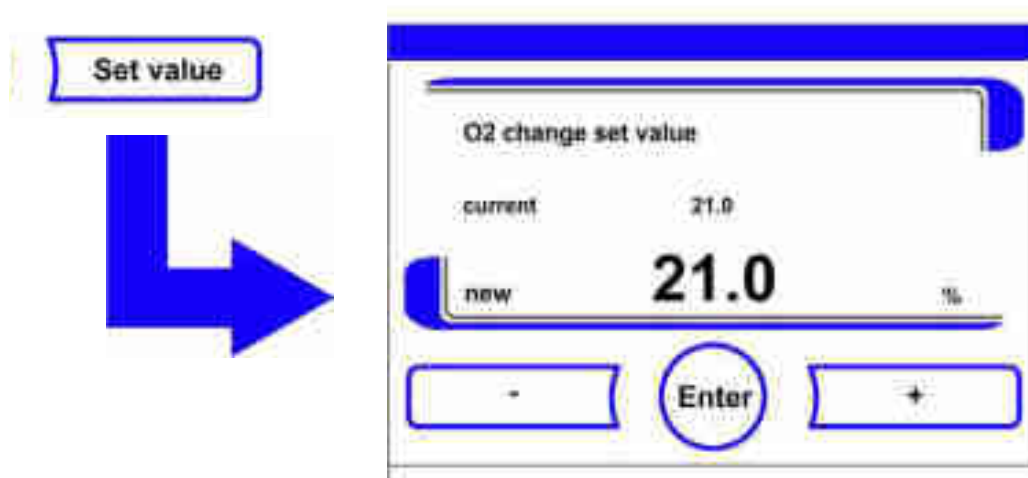 Set value
O2 change set value
current 21.0
new 21.0 %
- Enter +